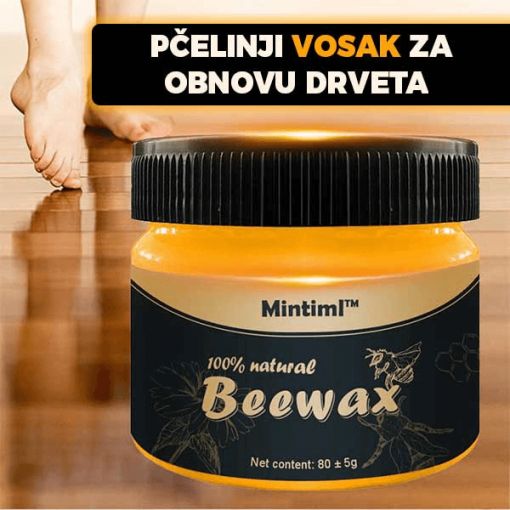 PČELINJI VOSAK ZA
OBNOVU DRVETA
Mintiml™
100% natural
Beewax
Net content: 80 ± 5g